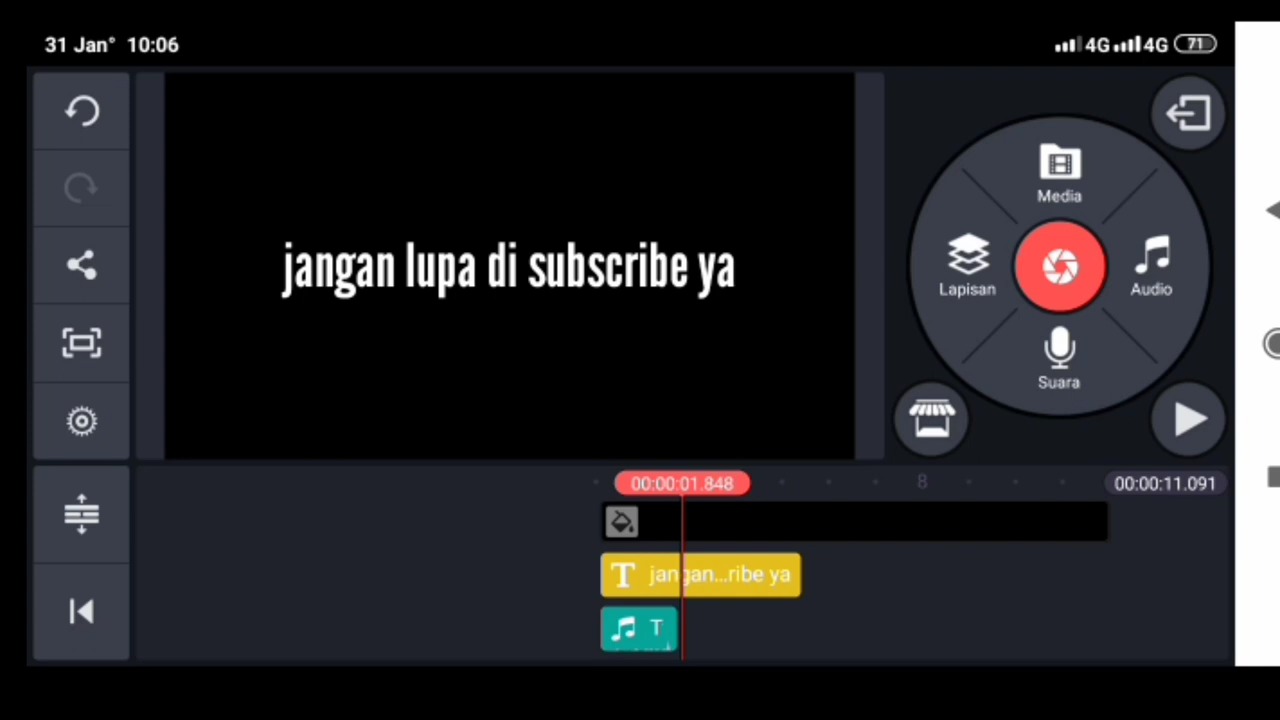 31 Jan° 10:06
4G 4G 71
Media
Lapisan
Audio
Suara
jangan lupa di subscribe ya
00:00:01.848
8
00:00:11.091
T jangan...ribe ya
T